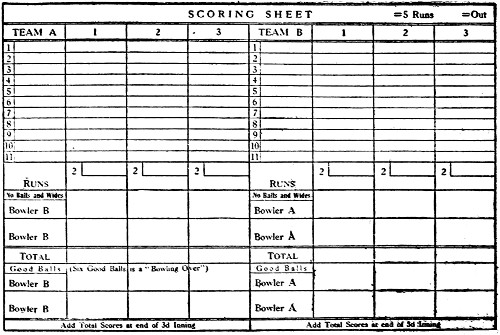 SCORING SHEET =5 Runs =Out
TEAM A 1 2 3 TEAM B 1 2 3
1 1
2 2
3 3
4 4
5 5
6 6
7 7
8 8
9 9
10 10
11 11
2 2 2 2 2 2
RUNS RUNS
No Balls and Wides No Balls and Wides
Bowler B Bowler A
Bowler B Bowler A
TOTAL TOTAL
Good Balls (Six Good Balls is a "Bowling Over") Good Balls
Bowler B Bowler A
Bowler B Bowler A
Add Total Scores at end of 3d Inning Add Total Scores at end of 3d Inning